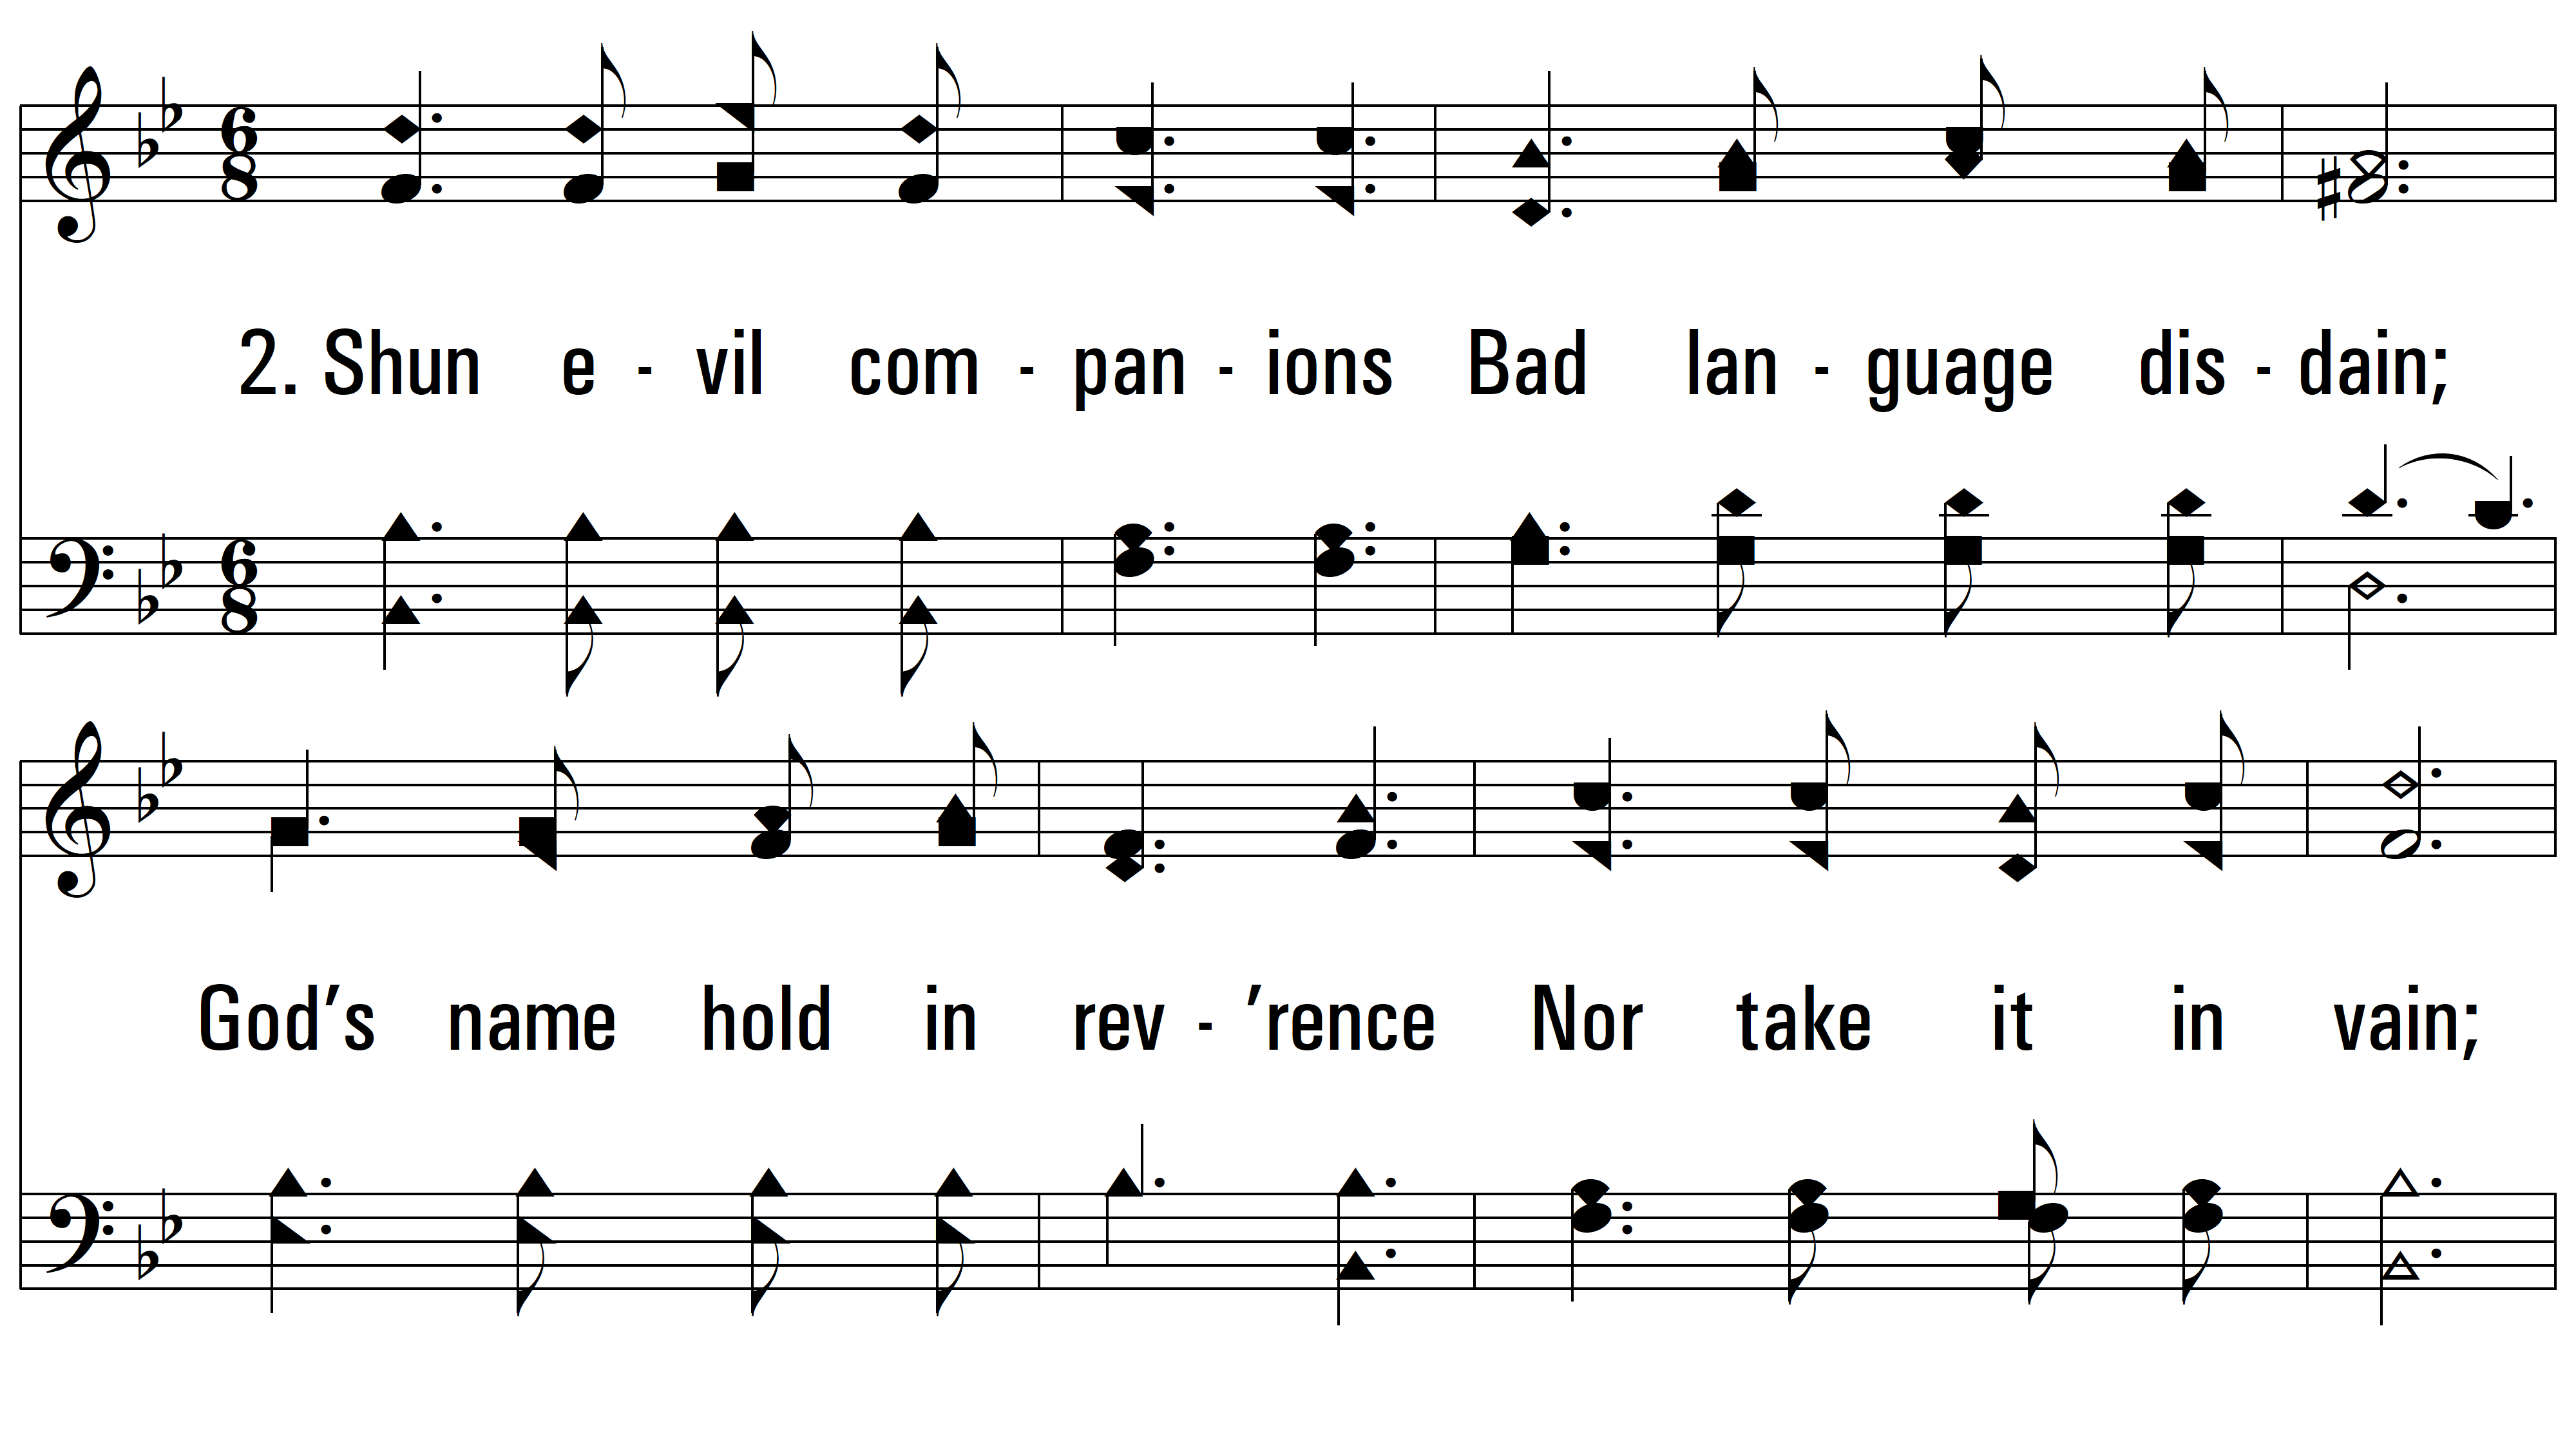 2. Shun e - vil com - pan - ions Bad lan - guage dis - dain;
God’s name hold in rev - ’rence Nor take it in vain;